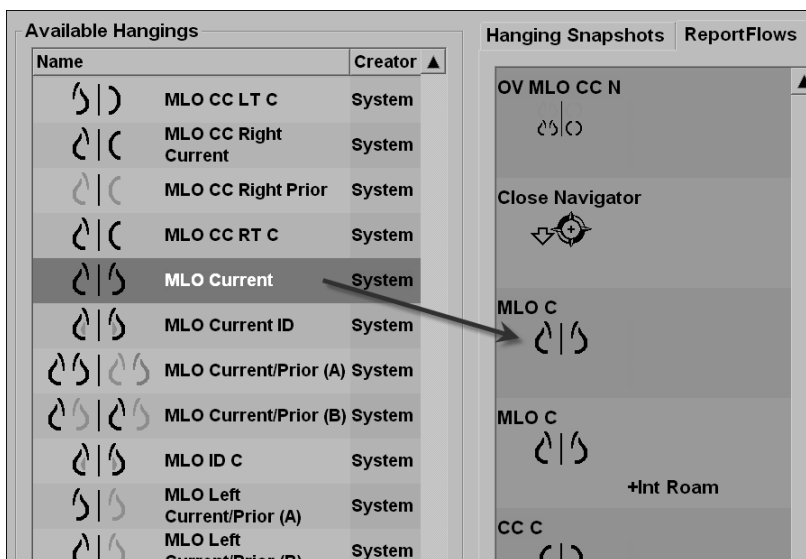 Available Hangings
Name Creator
MLO CC LT C System
MLO CC Right
Current System
MLO CC Right Prior System
MLO CC RT C System
MLO Current System
MLO Current ID System
MLO Current/Prior (A) System
MLO Current/Prior (B) System
MLO ID C System
MLO Left
Current/Prior (A) System
MLO Left
Current/Prior (B) System
Hanging Snapshots ReportFlows
OV MLO CC N
Close Navigator
MLO C
MLO C
+Int Roam
CC C